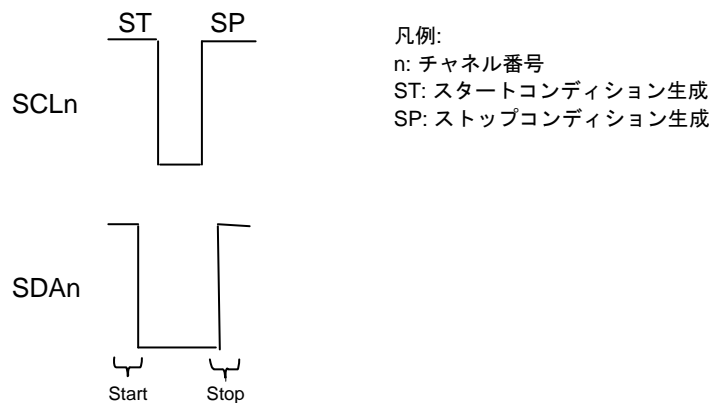 ST SP
SCLn
SDAn
Start Stop
凡例:
n: チャネル番号
ST: スタートコンディション生成
SP: ストップコンディション生成